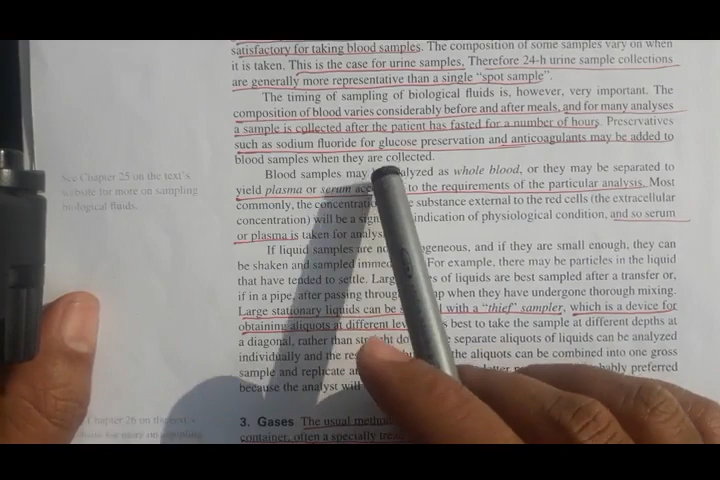 satisfactory for taking blood samples. The composition of some samples vary on when
it is taken. This is the case for urine samples. Therefore 24-h urine sample collections
are generally more representative than a single "spot sample".
The timing of sampling of biological fluids is, however, very important. The
composition of blood varies considerably before and after meals, and for many analyses
a sample is collected after the patient has fasted for a number of hours. Preservatives
such as sodium fluoride for glucose preservation and anticoagulants may be added to
blood samples when they are collected.
Blood samples may alyzed as whole blood, or they may be separated to
yield plasma or serum to the requirements of the particular analysis. Most
commonly, the substance external to the red cells (the extracellular
concentration) will be a indication of physiological condition, and so serum
or plasma is taken for
If liquid samples are and if they are small enough, they can
be shaken and sampled For example, there may be particles in the liquid
that have tended to settle. of liquids are best sampled after a transfer or,
if in a pipe, after passing when they have undergone thorough mixing.
Large stationary liquids can be with a "thief" sampler, which is a device for
obtaining aliquots at different best to take the sample at different depths at
a diagonal, rather than separate aliquots of liquids can be analyzed
individually and the the aliquots can be combined into one gross
sample and replicate preferred
because the analyst will
3. Gases The usual
container, often a specially
See Chapter 25 on the text's
website for more on sampling
biological fluids.
Chapter 26 on the text's
for more on sampling